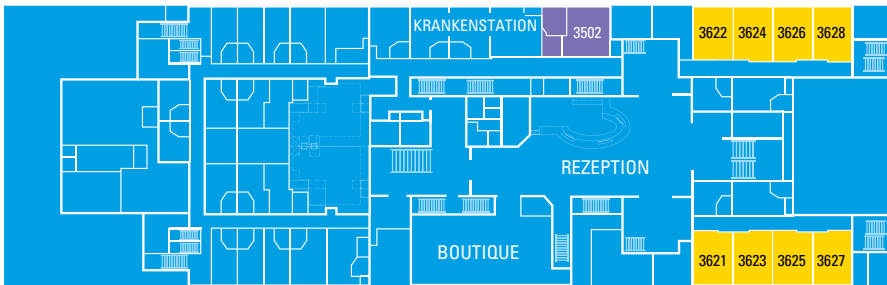 KRANKENSTATION
3502
3622 3624 3626 3628
REZEPTION
BOUTIQUE
3621 3623 3625 3627